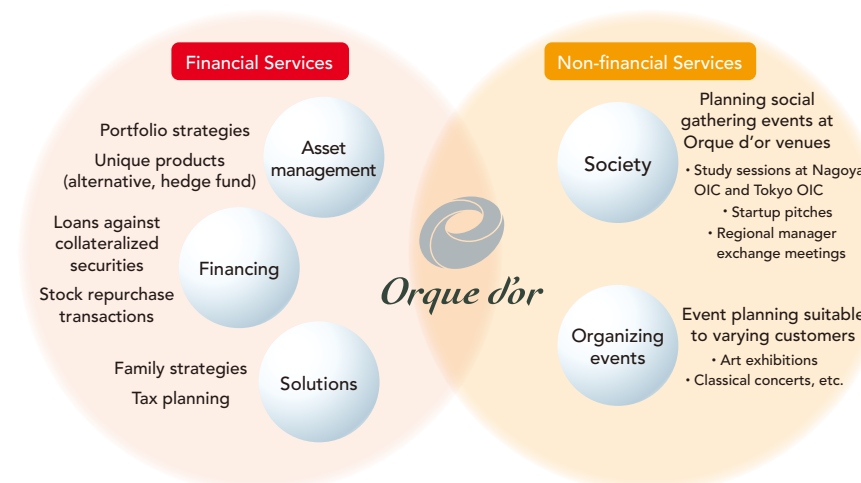 Financial Services
Portfolio strategies
Unique products
(alternative, hedge fund)
Asset
management
Loans against
collateralized
securities
Stock repurchase
transactions
Financing
Family strategies
Tax planning
Solutions
Orque d'or
Non-financial Services
Society
Planning social
gathering events at
Orque d'or venues
・Study sessions at Nagoya
OIC and Tokyo OIC
・Startup pitches
・Regional manager
exchange meetings
Organizing
events
Event planning suitable
to varying customers
・Art exhibitions
・Classical concerts, etc.